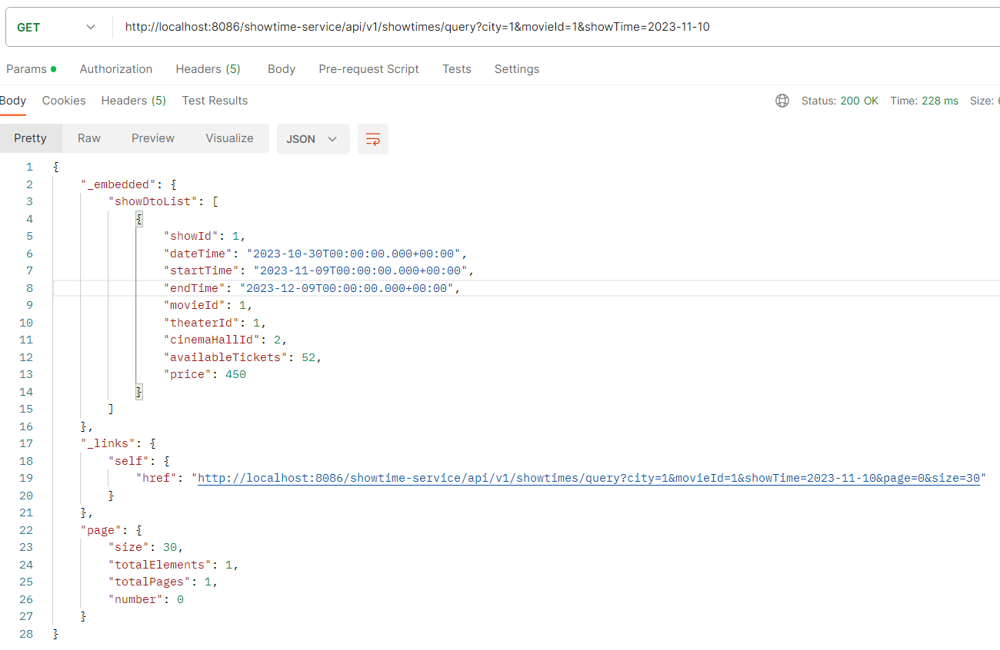 GET http://localhost:8086/showtime-service/api/v1/showtimes/query?city=1&movieId=1&showTime=2023-11-10
Params Authorization Headers (5) Body Pre-request Script Tests Settings
Body Cookies Headers (5) Test Results Status: 200 OK Time: 228 ms Size:
Pretty Raw Preview Visualize JSON
1 {
2 "_embedded": {
3 "showDtoList": [
4 {
5 "showId": 1,
6 "dateTime": "2023-10-30T00:00:00.000+00:00",
7 "startTime": "2023-11-09T00:00:00.000+00:00",
8 "endTime": "2023-12-09T00:00:00.000+00:00",
9 "movieId": 1,
10 "theaterId": 1,
11 "cinemaHallId": 2,
12 "availableTickets": 52,
13 "price": 450
14 }
15 ]
16 },
17 "_links": {
18 "self": {
19 "href": "http://localhost:8086/showtime-service/api/v1/showtimes/query?city=1&movieId=1&showTime=2023-11-10&page=0&size=30"
20 }
21 },
22 "page": {
23 "size": 30,
24 "totalElements": 1,
25 "totalPages": 1,
26 "number": 0
27 }
28 }